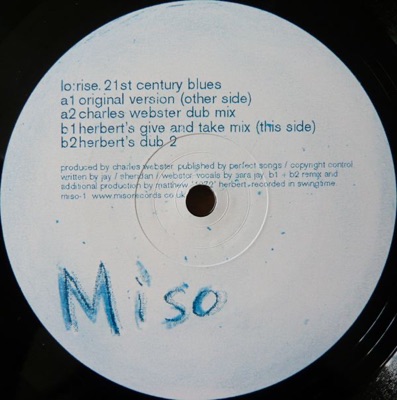 lo:rise. 21st century blues
a1 original version (other side)
a2 charles webster dub mix
b1 herbert's give and take mix (this side)
b2 herbert's dub 2
produced by charles webster. published by perfect songs / copyright control
written by jay / sheridan / webster. vocals by sara jay. b1 + b2 remix and
additional production by matthew herbert. recorded in swingtime
miso-1 www.misorecords.co.uk
Miso